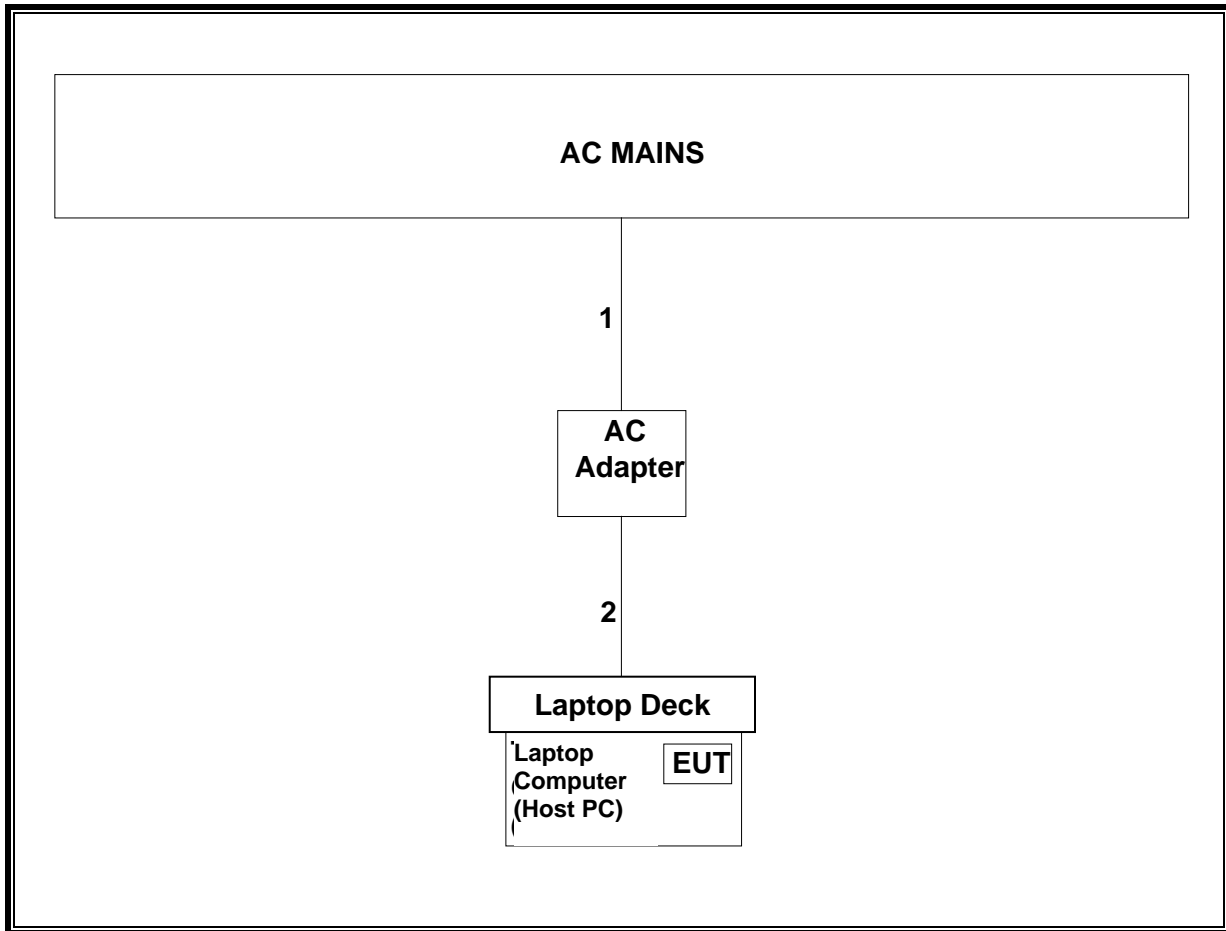 AC MAINS
1
AC
Adapter
2
Laptop Deck
Laptop
Computer
(Host PC)
EUT